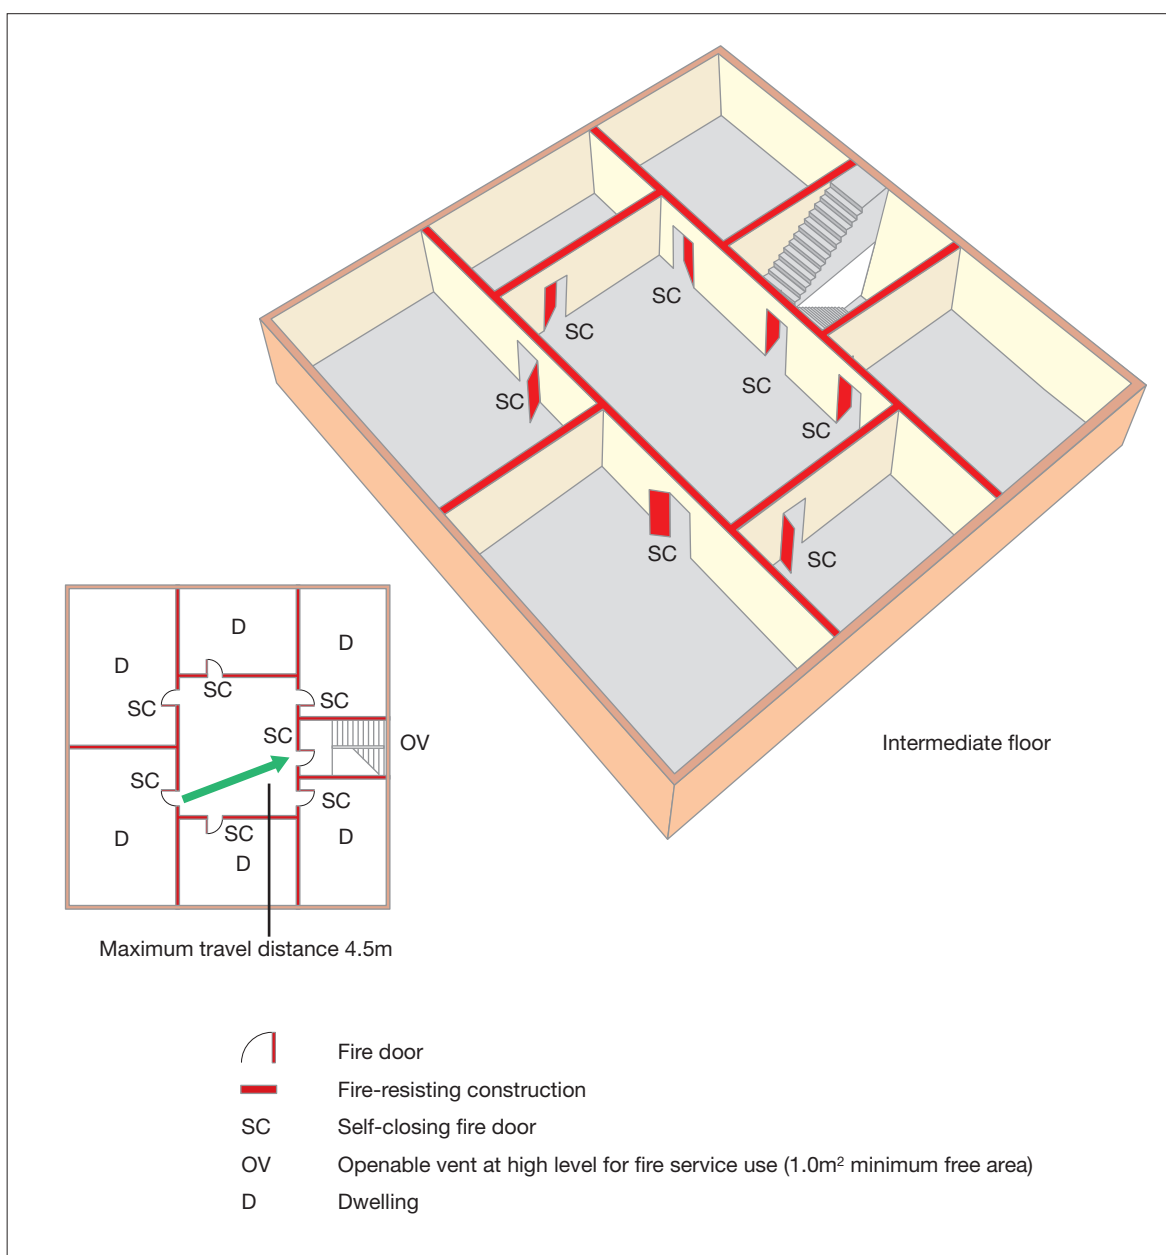 SC
SC
SC
SC
SC
SC
SC
SC
Intermediate floor
D
D
D
SC
SC
SC
SC
OV
SC
SC
SC
D
D
D
Maximum travel distance 4.5m
Fire door
Fire-resisting construction
SC Self-closing fire door
OV Openable vent at high level for fire service use (1.0m² minimum free area)
D Dwelling